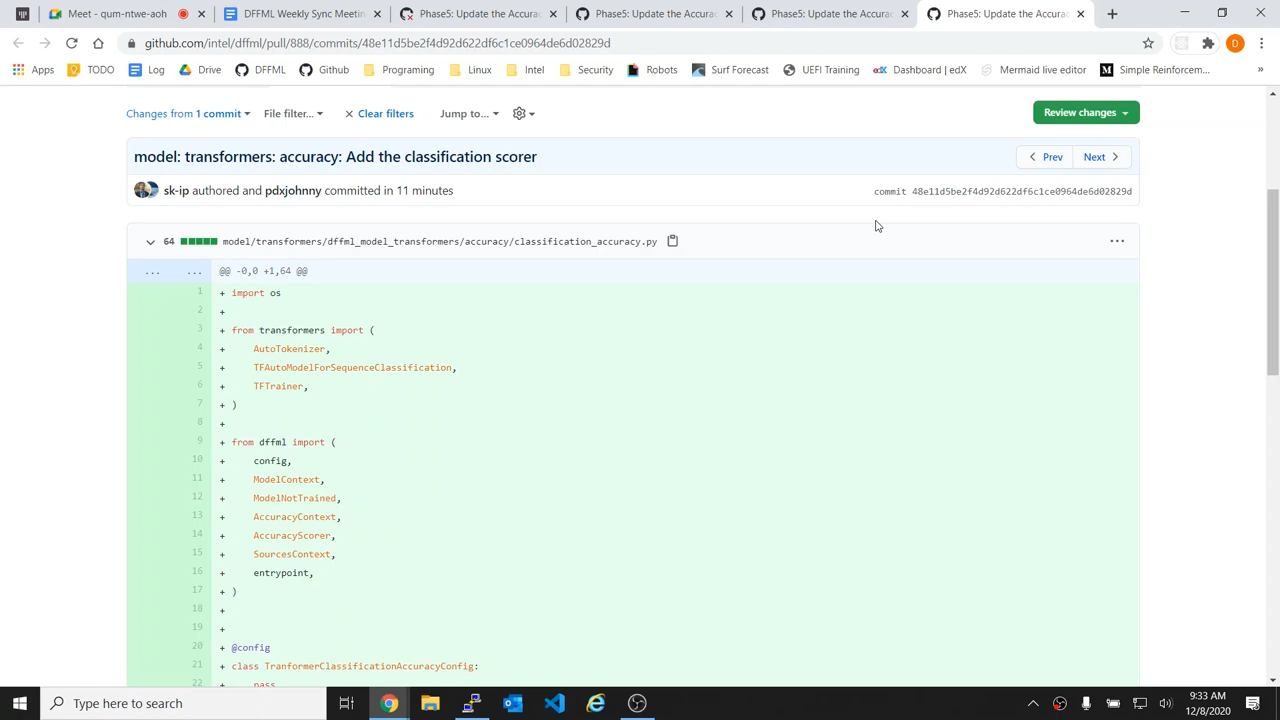 Meet - qum-ntwe-aoh
DFFML Weekly Sync Meetin
Phase5: Update the Accurac
Phase5: Update the Accurac
Phase5: Update the Accurac
Phase5: Update the Accura
github.com/intel/dffml/pull/888/commits/48e11d5be2f4d92d622df6c1ce0964de6d02829d
D
Apps TODO Log Drive DFFML Github Programing Linux Intel Security Robots Surf Forecast UEFI Training Dashboard | edX Mermaid live editor Simple Reinforcem... »
Changes from 1 commit File filter... Clear filters Jump to... Review changes
model: transformers: accuracy: Add the classification scorer
Prev Next
sk-ip authored and pdxjohnny committed in 11 minutes
commit 48e11d5be2f4d92d622df6c1ce0964de6d02829d
64 model/transformers/dffml_model_transformers/accuracy/classification_accuracy.py ...
... ... @@ -0,0 +1,64 @@
1 + import os
2 +
3 + from transformers import (
4 + AutoTokenizer,
5 + TFAutoModelForSequenceClassification,
6 + TFTrainer,
7 + )
8 +
9 + from dffml import (
10 + config,
11 + ModelContext,
12 + ModelNotTrained,
13 + AccuracyContext,
14 + AccuracyScorer,
15 + SourcesContext,
16 + entrypoint,
17 + )
18 +
19 +
20 + @config
21 + class TranformerClassificationAccuracyConfig:
22 + pass
Type here to search
9:33 AM
12/8/2020